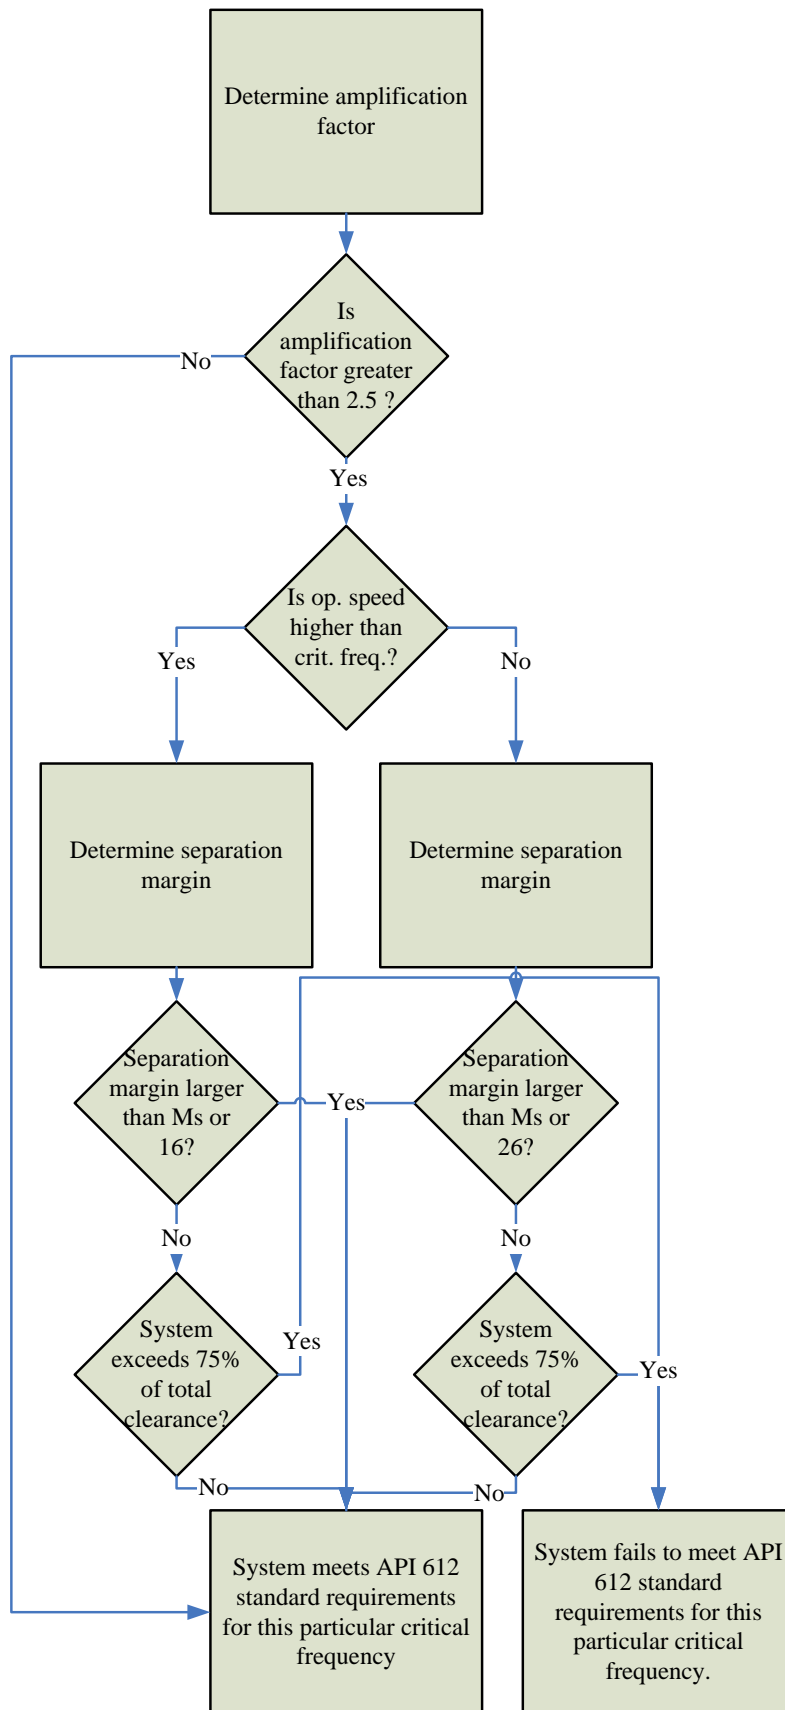 Determine amplification
factor
Is
amplification
factor greater
than 2.5 ?
No
Yes
Is op. speed
higher than
crit. freq.?
Yes
No
Determine separation
margin
Determine separation
margin
Separation
margin larger
than Ms or
16?
Yes
Separation
margin larger
than Ms or
26?
No
No
System
exceeds 75%
of total
clearance?
Yes
System
exceeds 75%
of total
clearance?
Yes
No
No
System meets API 612
standard requirements
for this particular critical
frequency
System fails to meet API
612 standard
requirements for this
particular critical
frequency.